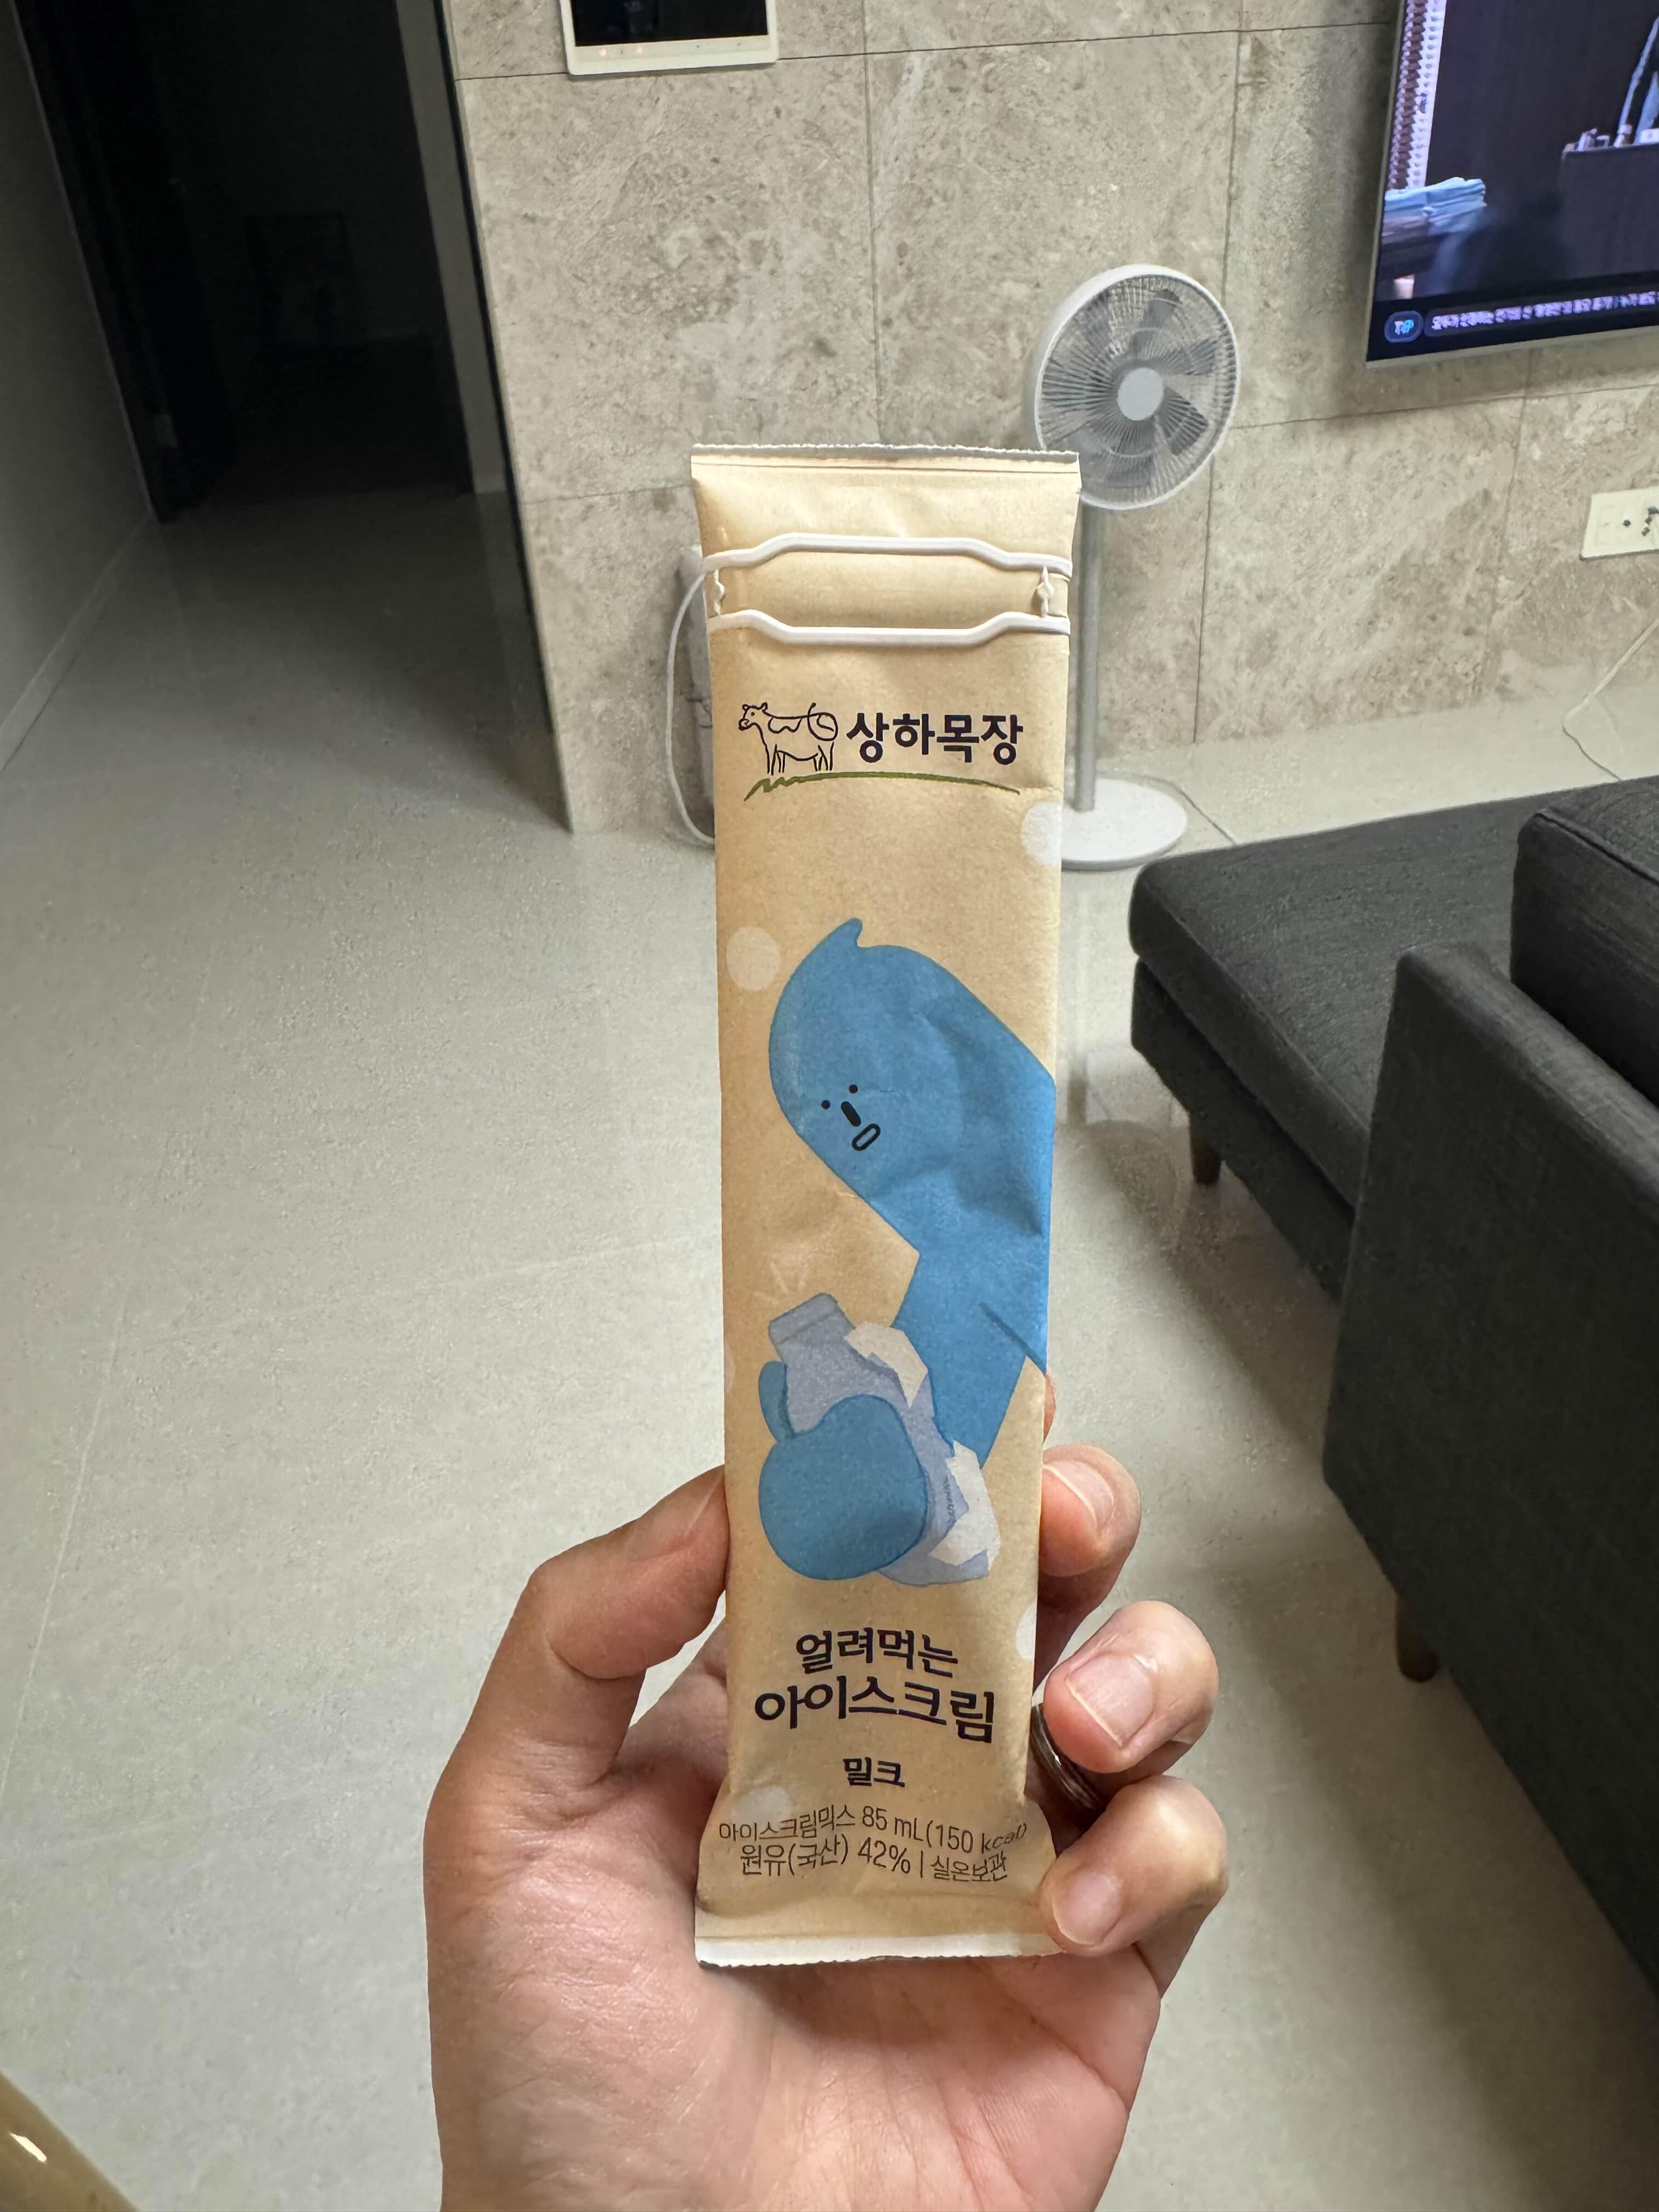 상하목장
얼려먹는
아이스크림
밀크
아이스크림믹스 85 mL(150 kcal)
원유(국산) 42% | 실온보관